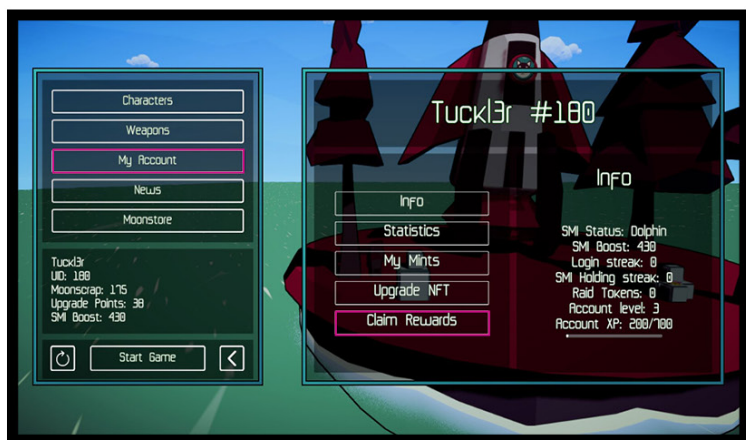 Characters
Weapons
My Account
News
Moonstore
Tuckl3r
UID: 180
Moonscrap: 175
Upgrade Points: 30
SMI Boost: 430
Start Game
Tuckl3r #180
Info
Statistics
My Mints
Upgrade NFT
Claim Rewards
Info
SMI Status: Dolphin
SMI Boost: 430
Login streak: 0
SMI Holding streak: 0
Raid Tokens: 0
Account level: 3
Account XP: 200/700